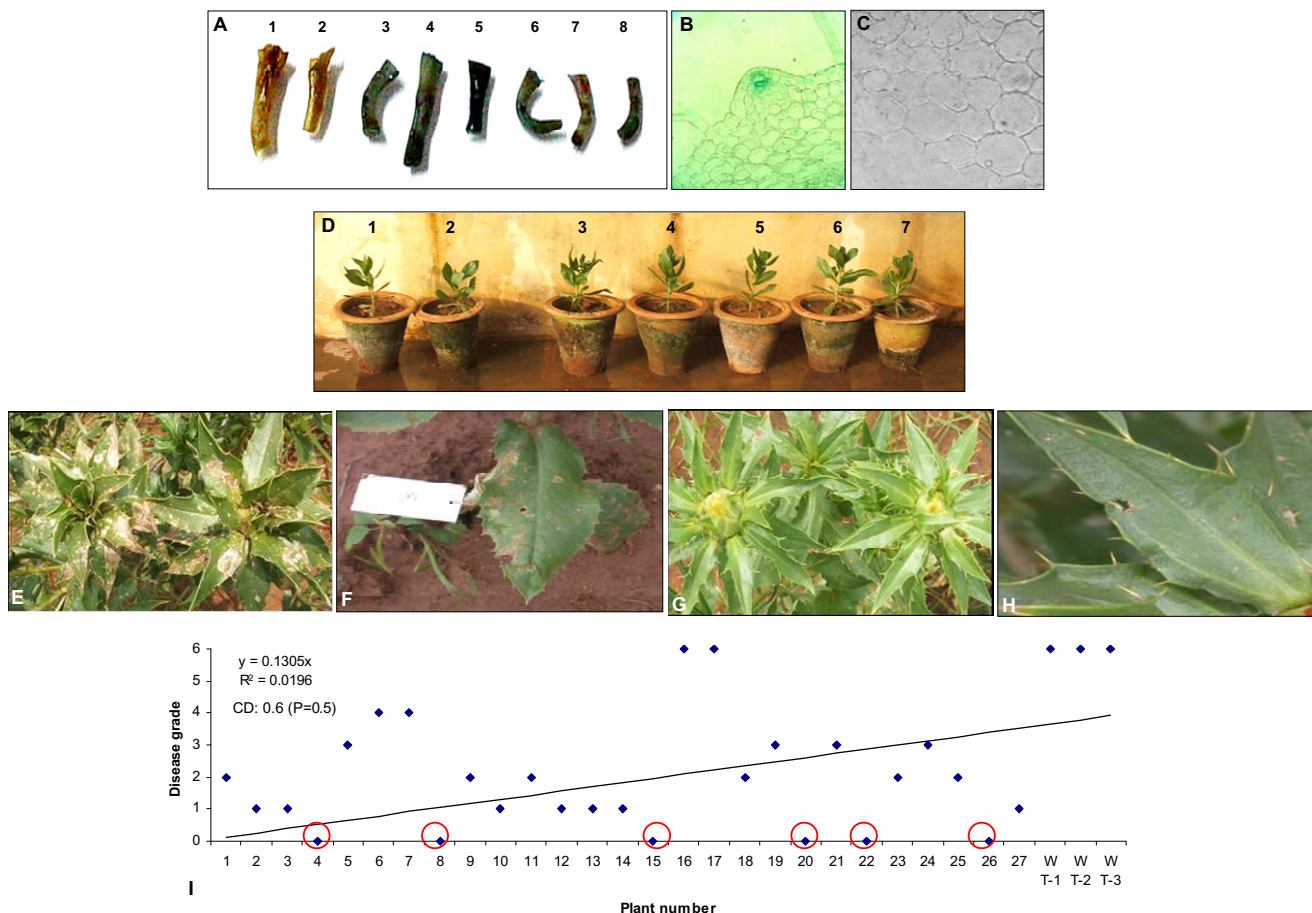 A 1 2 3 4 5 6 7 8
B
C
D 1 2 3 4 5 6 7
E
F
G
H
y = 0.1305x
R² = 0.0196
CD: 0.6 (P=0.5)
Disease grade
6
5
4
3
2
1
0
1 2 3 4 5 6 7 8 9 10 11 12 13 14 15 16 17 18 19 20 21 22 23 24 25 26 27 W W W
T-1 T-2 T-3
I
Plant number